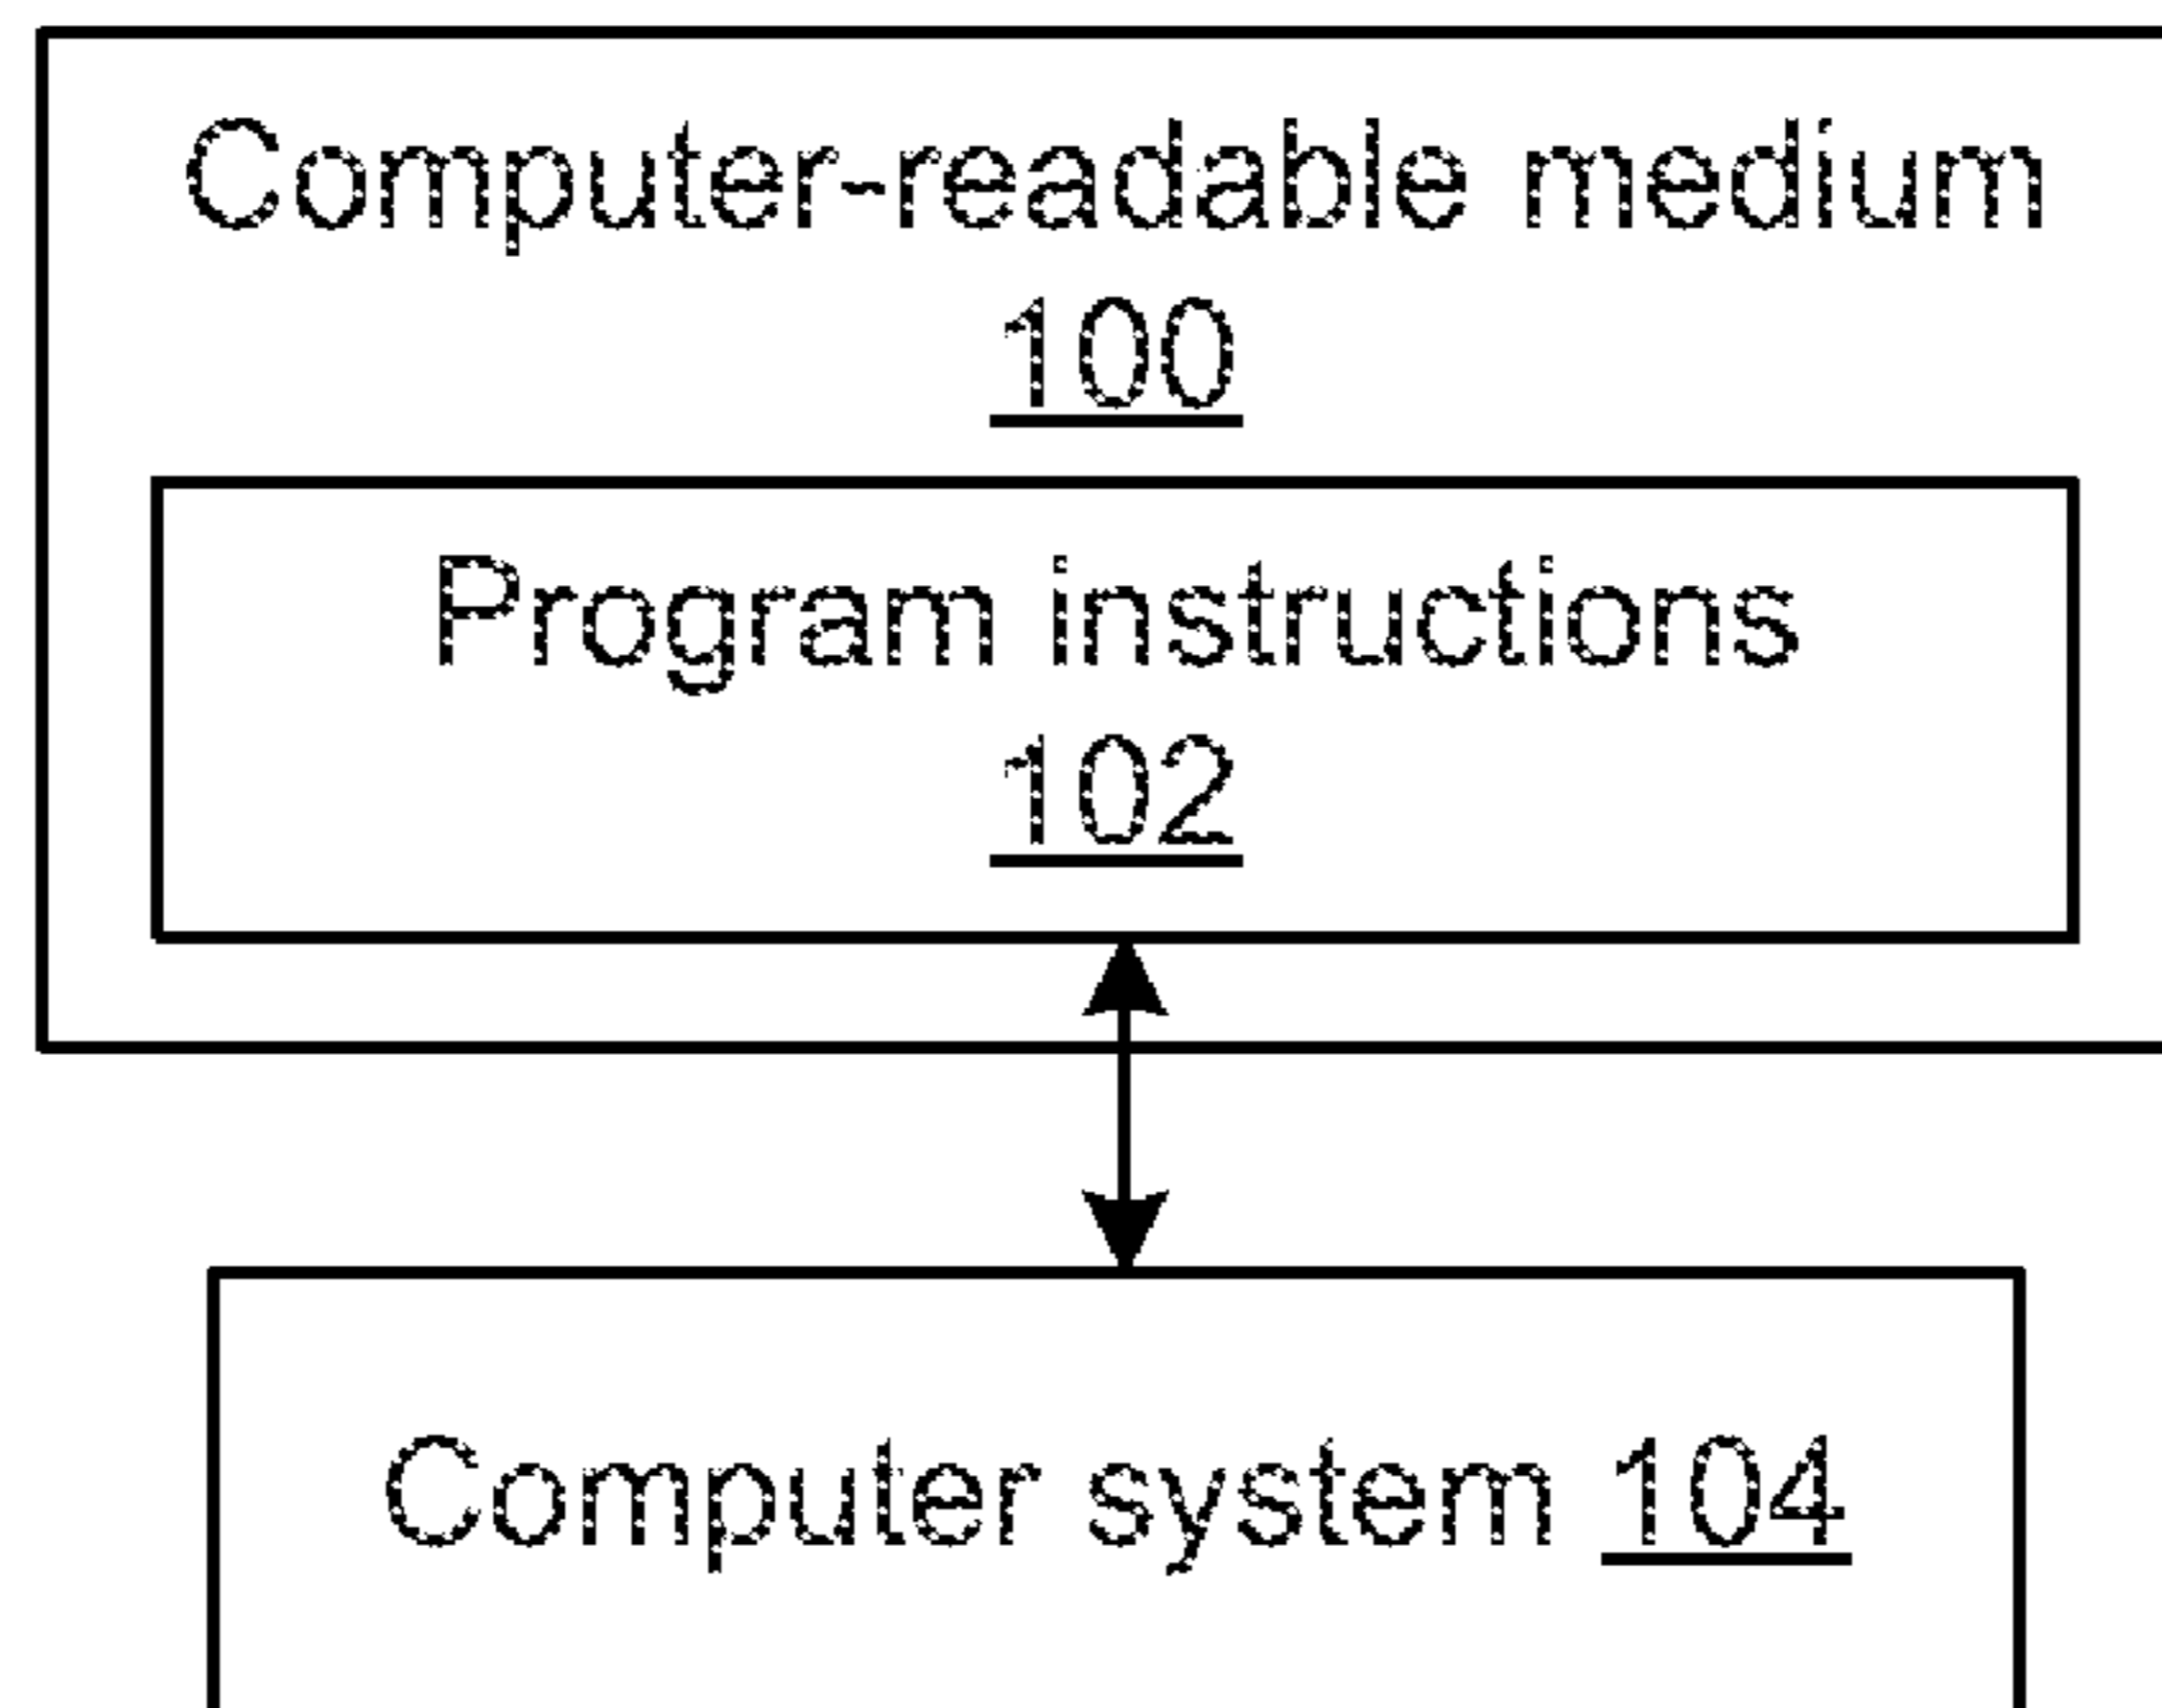 Computer-readable medium
100
Program instructions
102
Computer system 104